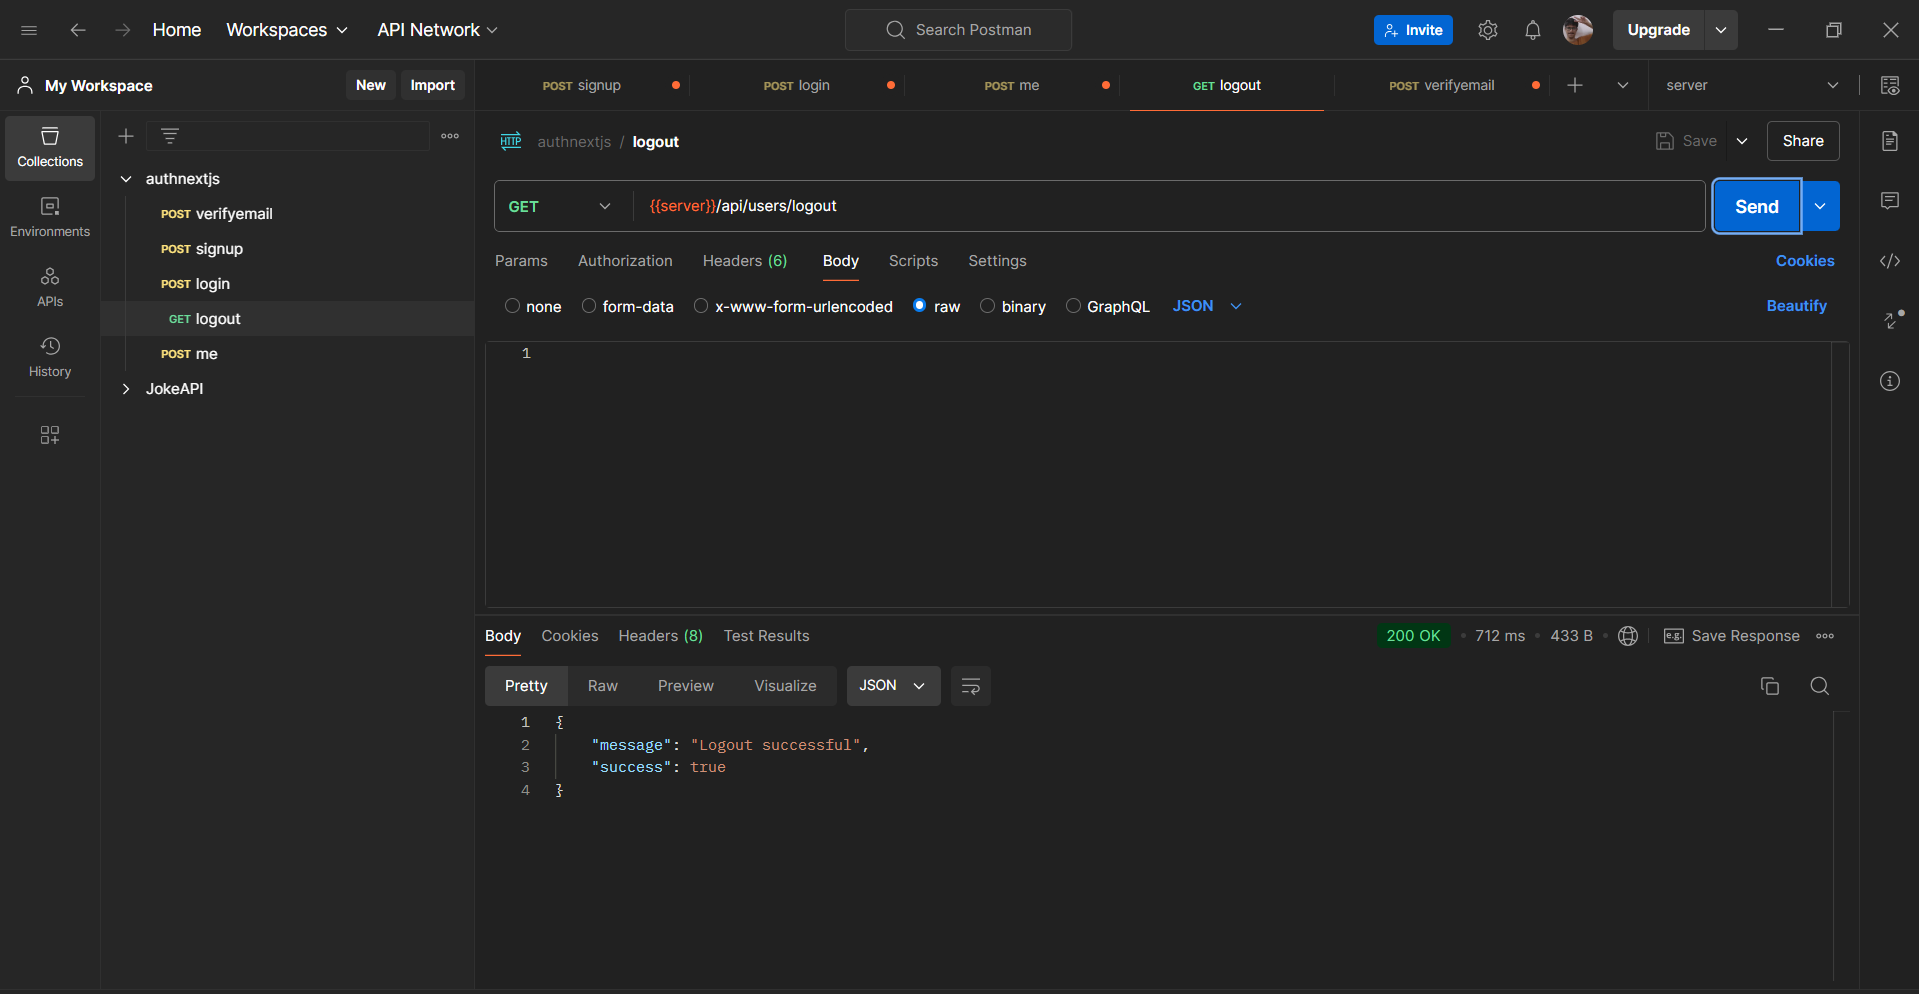 Home Workspaces API Network Search Postman Invite Upgrade
My Workspace New Import
POST signup POST login POST me GET logout POST verifyemail server
Collections
Environments
APIs
History
authnextjs
POST verifyemail
POST signup
POST login
GET logout
POST me
JokeAPI
HTTP authnextjs / logout Save Share
GET {{server}}/api/users/logout Send
Params Authorization Headers (6) Body Scripts Settings Cookies
none form-data x-www-form-urlencoded raw binary GraphQL JSON Beautify
1
Body Cookies Headers (8) Test Results 200 OK • 712 ms • 433 B • e.g. Save Response
Pretty Raw Preview Visualize JSON
1 {
2 "message": "Logout successful",
3 "success": true
4 }